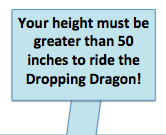 Your height must be
greater than 50
inches to ride the
Dropping Dragon!